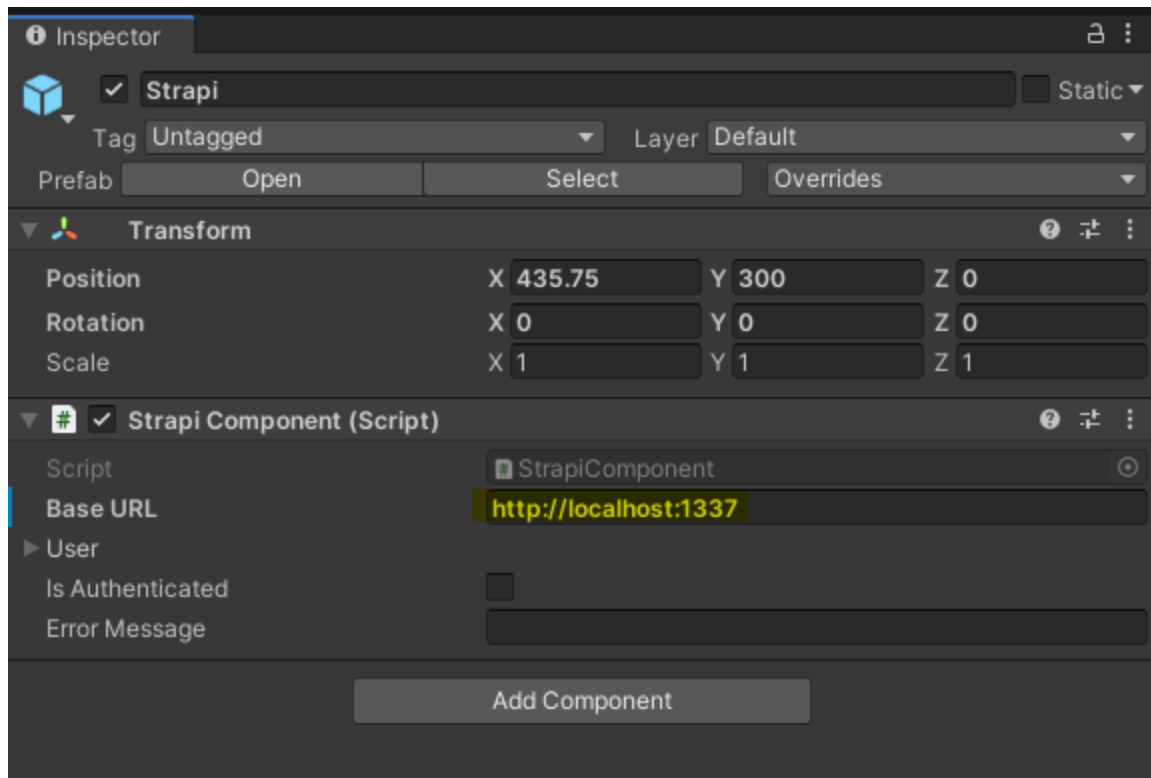 Inspector
Strapi Static
Tag Untagged Layer Default
Prefab Open Select Overrides
Transform
Position X 435.75 Y 300 Z 0
Rotation X 0 Y 0 Z 0
Scale X 1 Y 1 Z 1
# Strapi Component (Script)
Script # StrapiComponent
Base URL http://localhost:1337
User
Is Authenticated
Error Message
Add Component